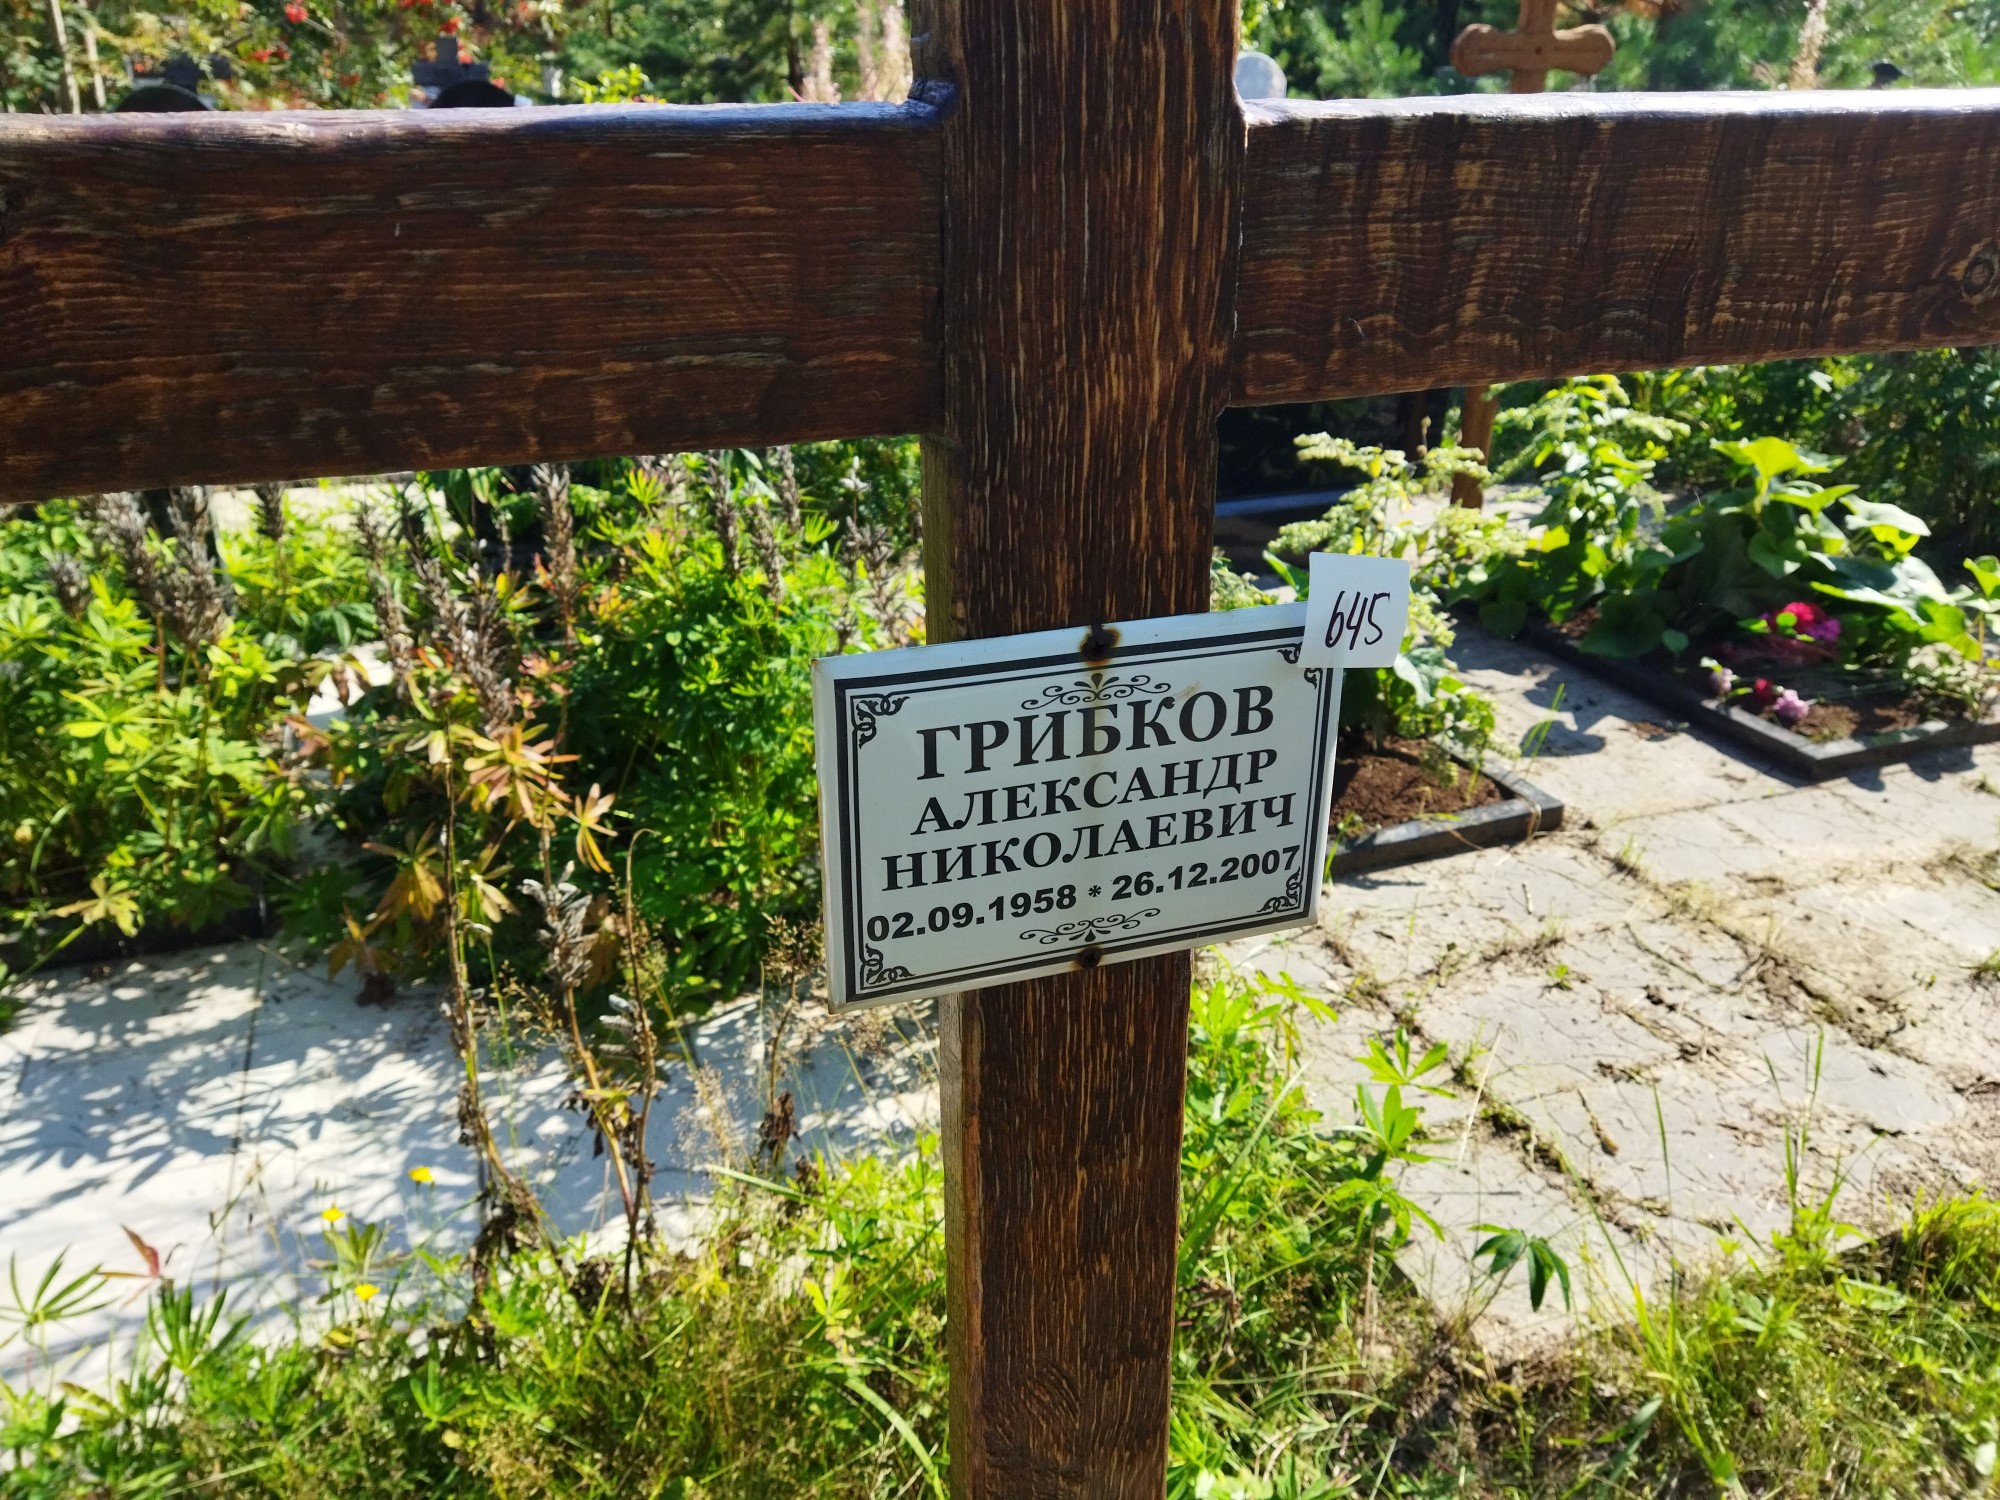 645
ГРИБКОВ
АЛЕКСАНДР
НИКОЛАЕВИЧ
02.09.1958 * 26.12.2007